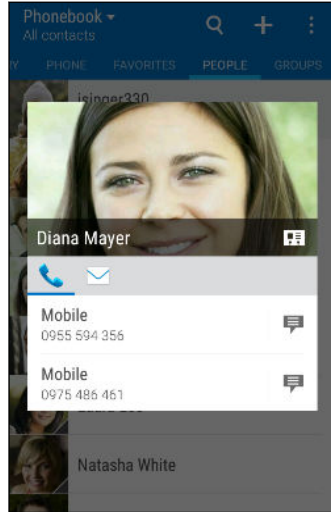 Phonebook
All contacts
Y PHONE FAVORITES PEOPLE GROUPS
isinger330
Diana Mayer
Mobile
0955 594 356
Mobile
0975 486 461
Natasha White